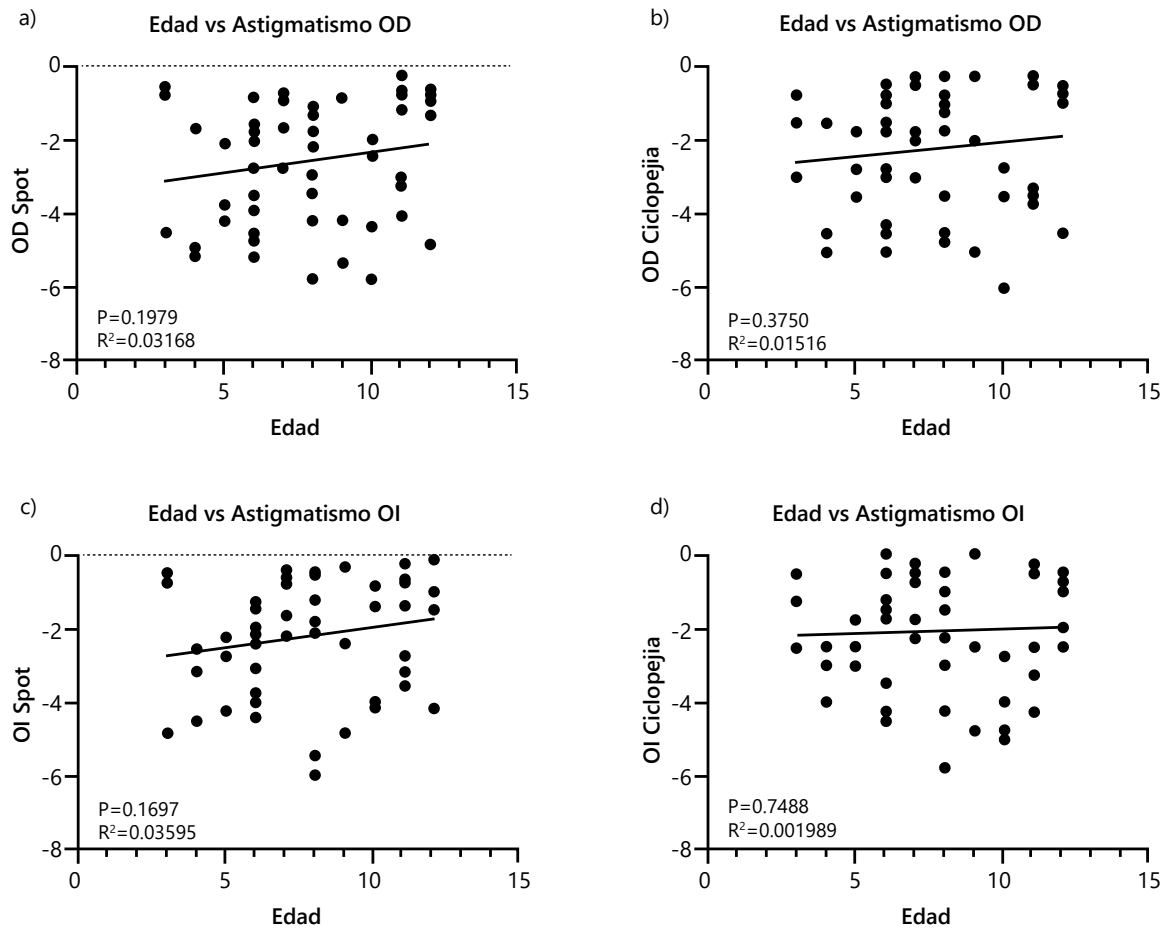 a)
Edad vs Astigmatismo OD
0
-2
-4
-6
-8
OD Spot
P=0.1979
R²=0.03168
0
5
10
15
Edad
b)
Edad vs Astigmatismo OD
0
-2
-4
-6
-8
OD Ciclopejia
P=0.3750
R²=0.01516
0
5
10
15
Edad
c)
Edad vs Astigmatismo OI
0
-2
-4
-6
-8
OI Spot
P=0.1697
R²=0.03595
0
5
10
15
Edad
d)
Edad vs Astigmatismo OI
0
-2
-4
-6
-8
OI Ciclopejia
P=0.7488
R²=0.001989
0
5
10
15
Edad